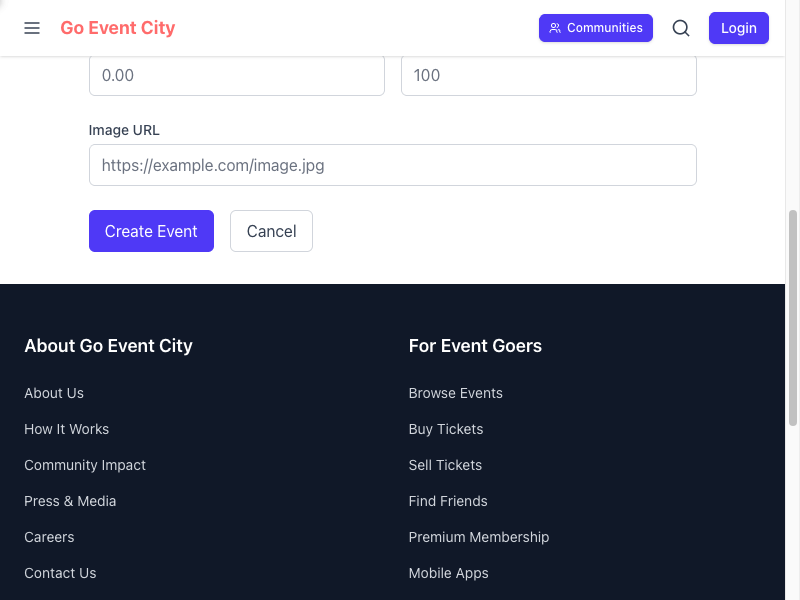 Go Event City
Communities
Login
0.00
100
Image URL
https://example.com/image.jpg
Create Event
Cancel
About Go Event City
About Us
How It Works
Community Impact
Press & Media
Careers
Contact Us
For Event Goers
Browse Events
Buy Tickets
Sell Tickets
Find Friends
Premium Membership
Mobile Apps